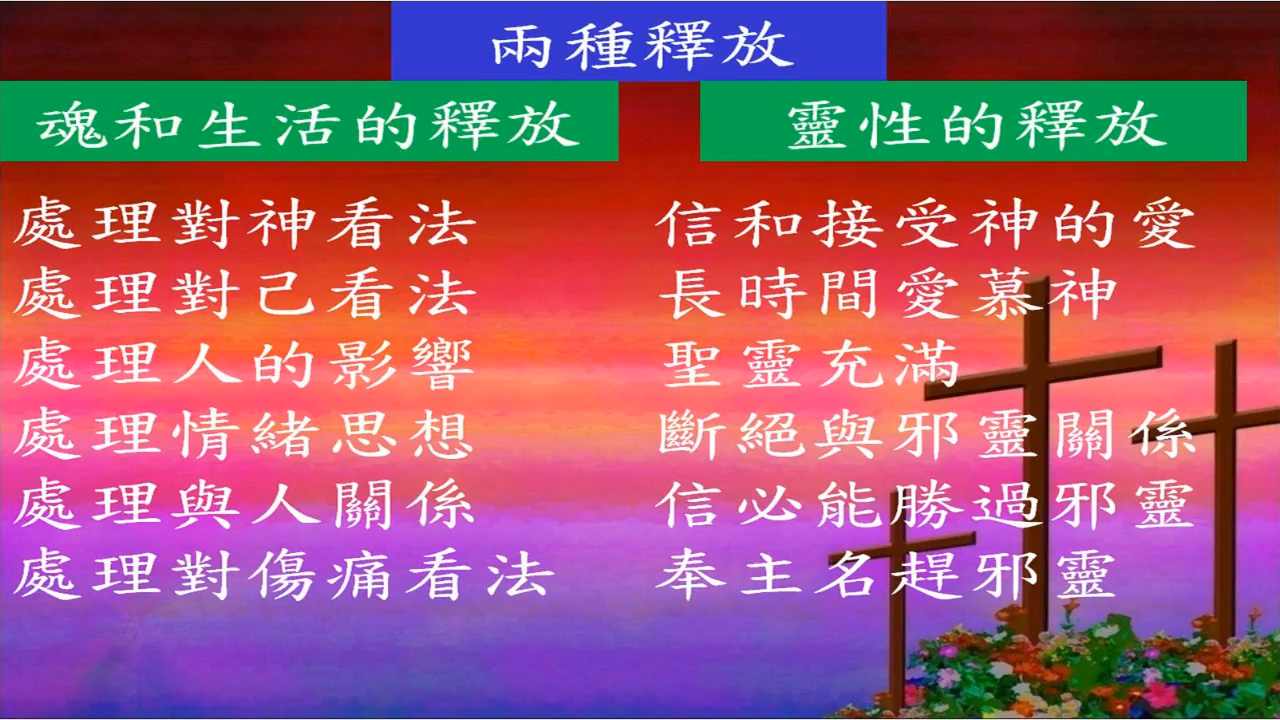 兩種釋放
魂和生活的釋放
靈性的釋放
處理對神看法
處理對己看法
處理人的影響
處理情緒思想
處理與人關係
處理對傷痛看法
信和接受神的愛
長時間愛慕神
聖靈充滿
斷絕與邪靈關係
信必能勝過邪靈
奉主名趕邪靈